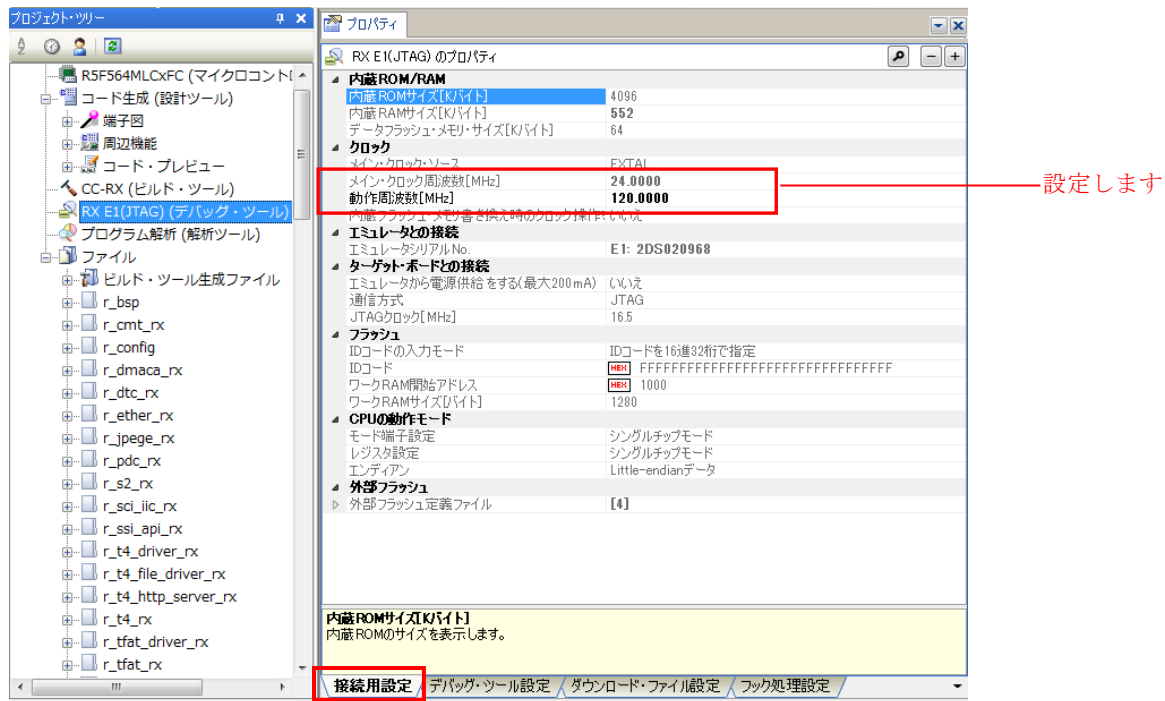 プロジェクト・ツリー
R5F564MLCxFC (マイクロコント
コード生成 (設計ツール)
端子図
周辺機能
コード・プレビュー
CC-RX (ビルド・ツール)
RX E1(JTAG) (デバッグ・ツール)
プログラム解析 (解析ツール)
ファイル
ビルド・ツール生成ファイル
r_bsp
r_cmt_rx
r_config
r_dmaca_rx
r_dtc_rx
r_ether_rx
r_jpege_rx
r_pdc_rx
r_s2_rx
r_sci_iic_rx
r_ssi_api_rx
r_t4_driver_rx
r_t4_file_driver_rx
r_t4_http_server_rx
r_t4_rx
r_tfat_driver_rx
r_tfat_rx
プロパティ
RX E1(JTAG) のプロパティ
内蔵ROM/RAM
内蔵ROMサイズ[Kバイト] 4096
内蔵RAMサイズ[Kバイト] 552
データフラッシュ・メモリ・サイズ[Kバイト] 64
クロック
メイン・クロック・ソース EXTAL
メイン・クロック周波数[MHz] 24.0000
動作周波数[MHz] 120.0000
内蔵フラッシュ・メモリ書き換え時のクロック操作 いいえ
エミュレータとの接続
エミュレータシリアルNo. E1: 2DS020968
ターゲット・ボードとの接続
エミュレータから電源供給をする(最大200mA) いいえ
通信方式 JTAG
JTAGクロック[MHz] 16.5
フラッシュ
IDコードの入力モード IDコードを16進32桁で指定
IDコード HEX FFFFFFFFFFFFFFFFFFFFFFFFFFFFFFFF
ワークRAM開始アドレス HEX 1000
ワークRAMサイズ[バイト] 1280
CPUの動作モード
モード端子設定 シングルチップモード
レジスタ設定 シングルチップモード
エンディアン Little-endianデータ
外部フラッシュ
外部フラッシュ定義ファイル [4]
内蔵ROMサイズ[Kバイト]
内蔵ROMのサイズを表示します。
接続用設定 デバッグ・ツール設定 ダウンロード・ファイル設定 フック処理設定
設定します